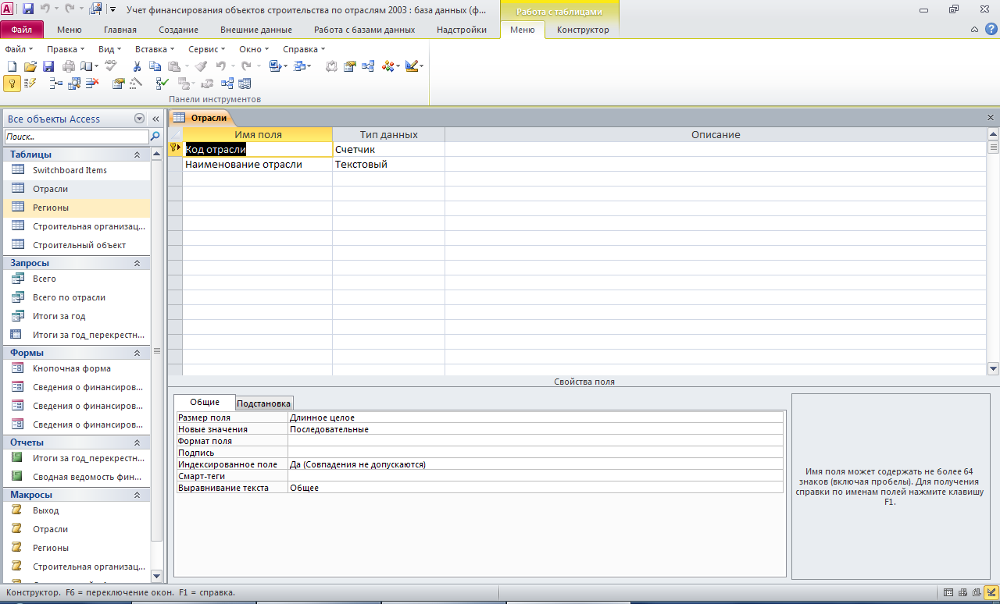 Учет финансирования объектов строительства по отраслям 2003 : база данных (ф...
Работа с таблицами
Файл Меню Главная Создание Внешние данные Работа с базами данных Надстройки Меню Конструктор
Файл Правка Вид Вставка Сервис Окно Справка
Панели инструментов
Все объекты Access
Поиск...
Таблицы
Switchboard Items
Отрасли
Регионы
Строительная организац...
Строительный объект
Запросы
Всего
Всего по отрасли
Итоги за год
Итоги за год_перекрестн...
Формы
Кнопочная форма
Сведения о финансиров...
Сведения о финансиров...
Сведения о финансиров...
Отчеты
Итоги за год_перекрестн...
Сводная ведомость фин...
Макросы
Выход
Отрасли
Регионы
Строительная организац...
Отрасли
Имя поля Тип данных Описание
Код отрасли Счетчик
Наименование отрасли Текстовый
Свойства поля
Общие Подстановка
Размер поля Длинное целое
Новые значения Последовательные
Формат поля
Подпись
Индексированное поле Да (Совпадения не допускаются)
Смарт-теги
Выравнивание текста Общее
Имя поля может содержать не более 64
знаков (включая пробелы). Для получения
справки по именам полей нажмите клавишу
F1.
Конструктор. F6 = переключение окон. F1 = справка.